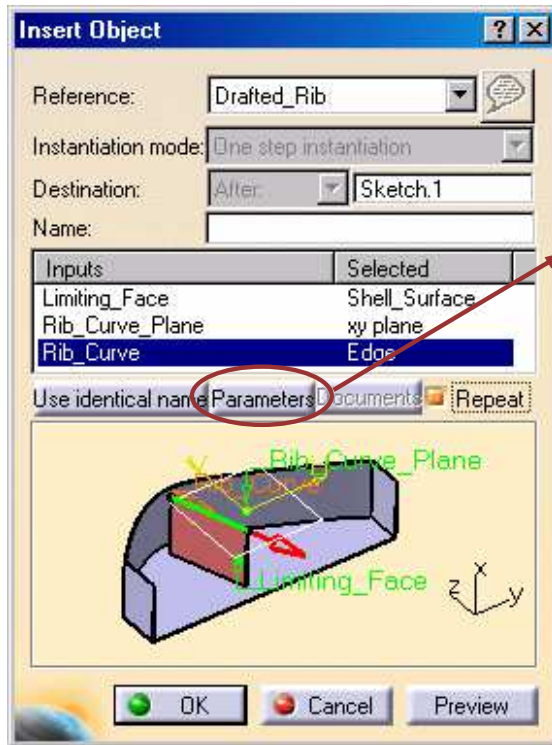 Insert Object
Reference: Drafted_Rib
Instantiation mode: One step instantiation
Destination: After: Sketch.1
Name:
Inputs Selected
Limiting_Face Shell_Surface
Rib_Curve_Plane xy plane
Rib_Curve Edge
Use identical name Parameters Documents Repeat
Rib_Curve_Plane
Rib_Curve
Limiting_Face
x
z y
OK Cancel Preview